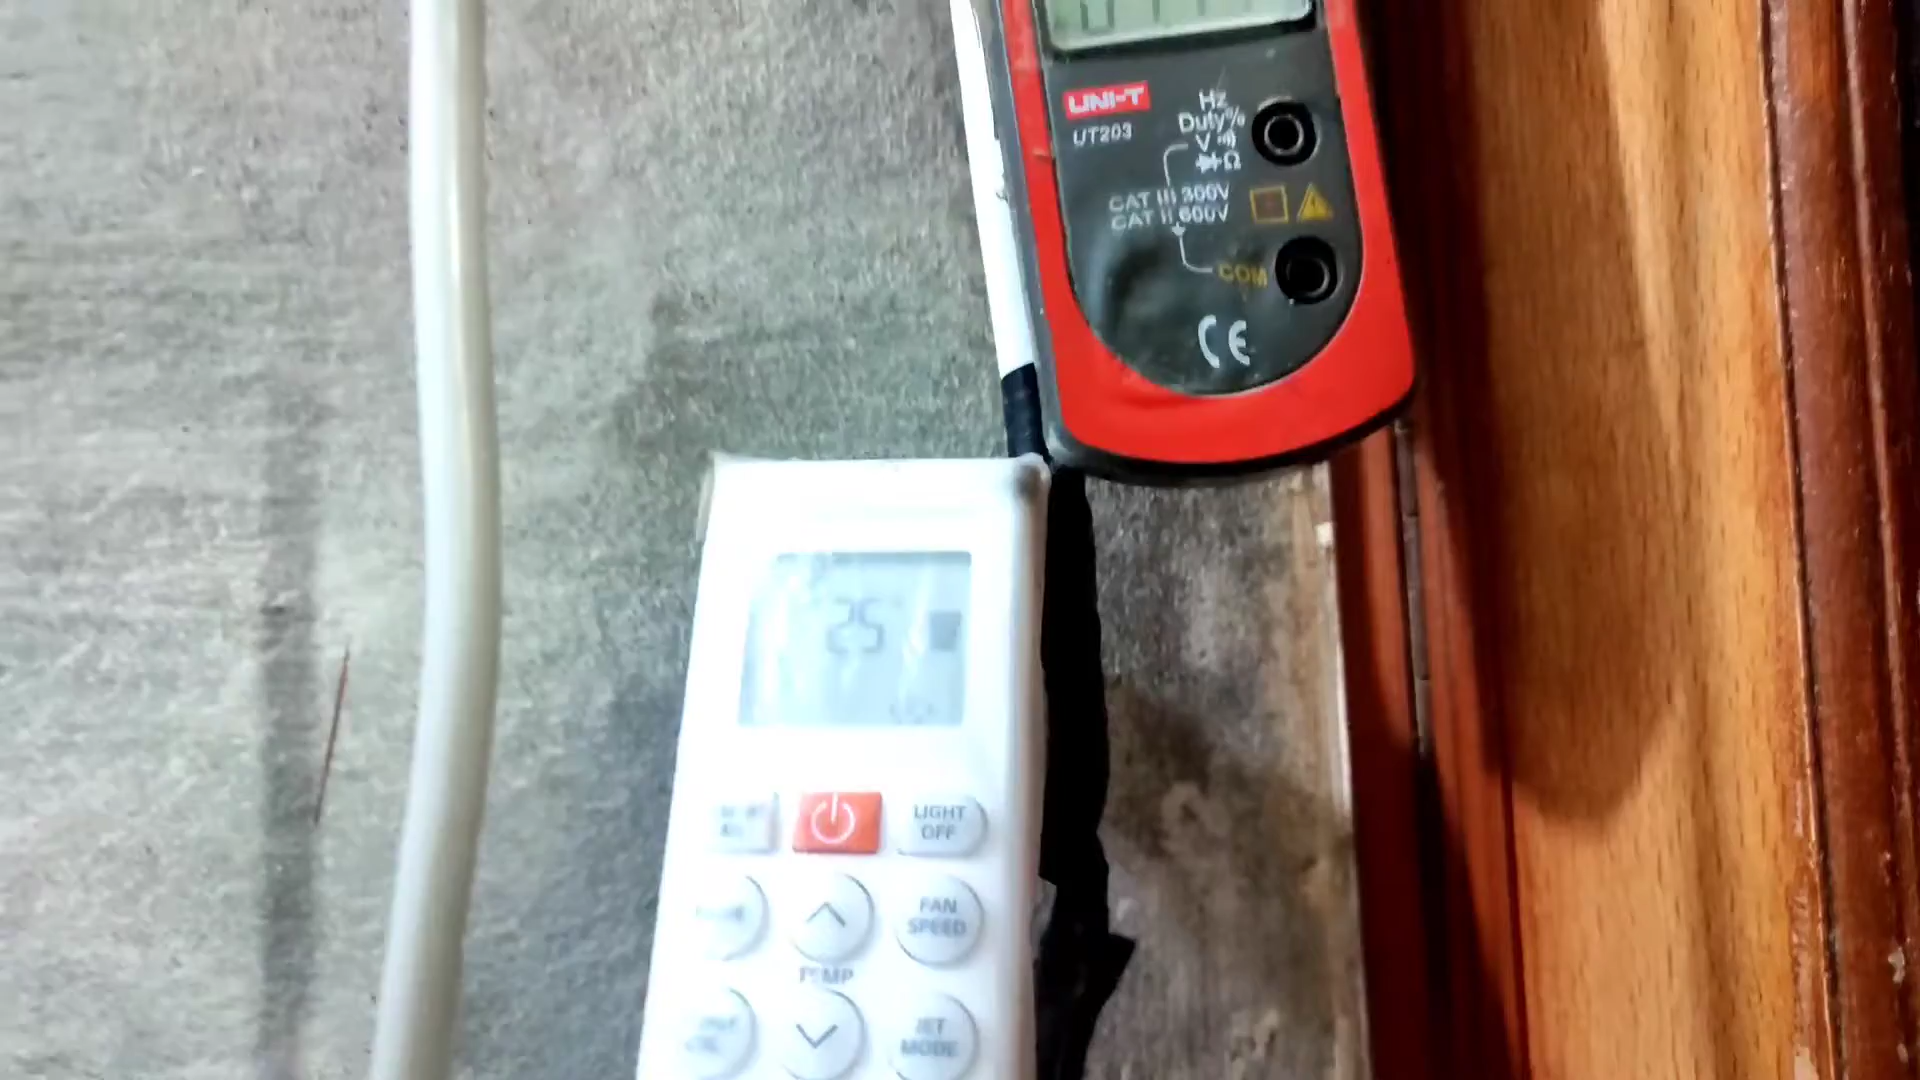 UNI-T
UT203
Hz
Duty%
V
Ω
CAT III 300V
CAT II 600V
COM
CE
25
LIGHT
OFF
FAN
SPEED
TEMP
JET
MODE